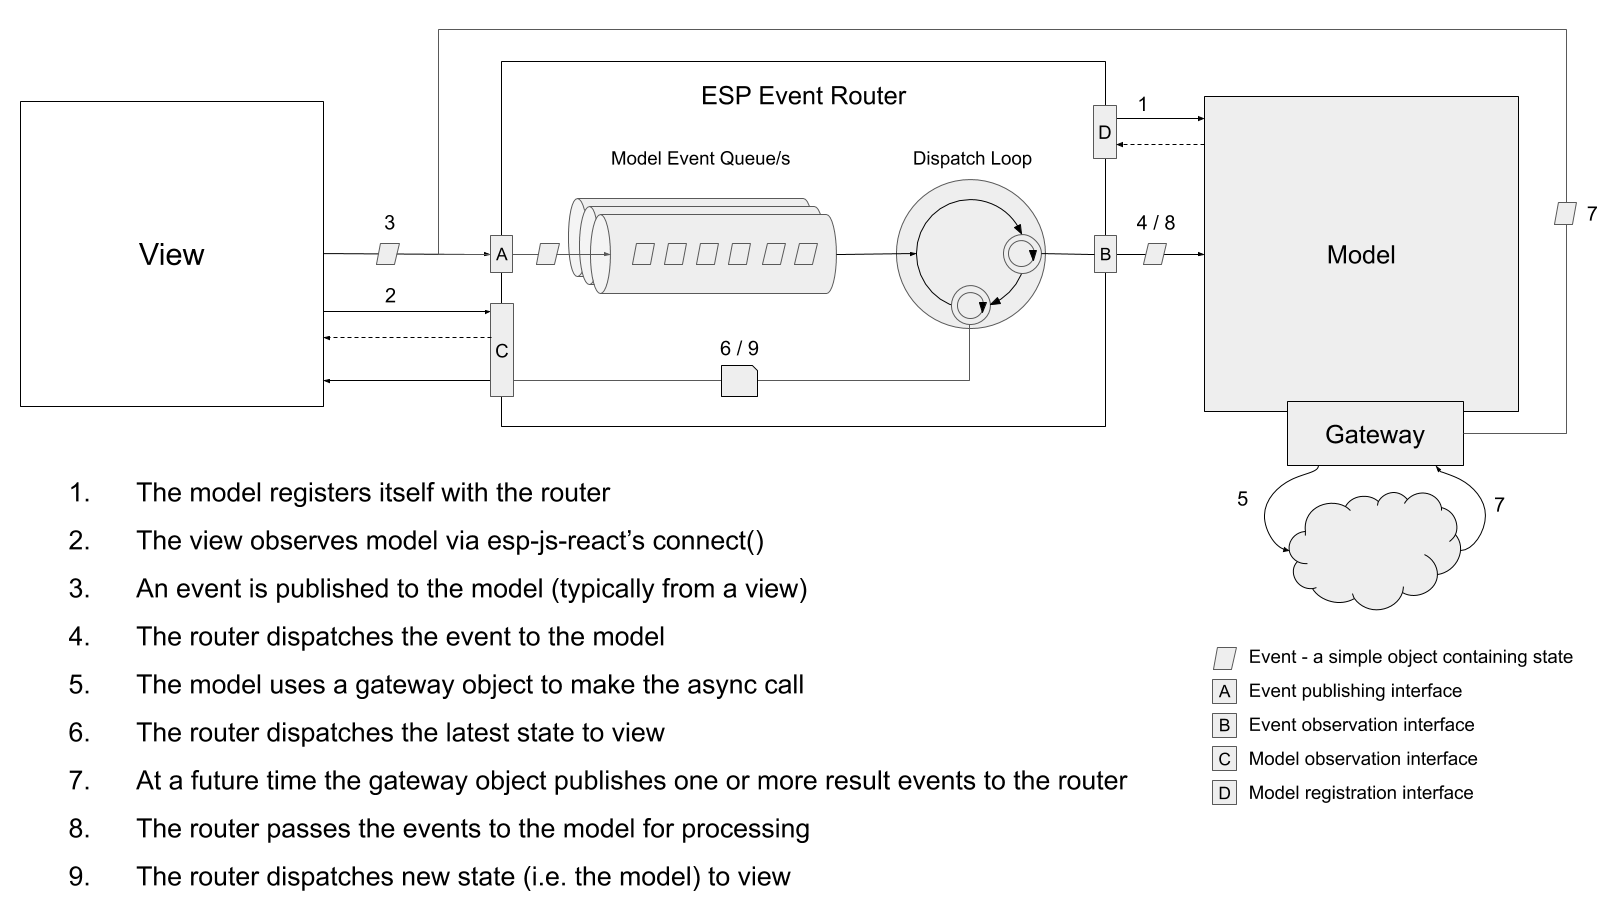 ESP Event Router
View
Model Event Queue/s
Dispatch Loop
3
2
A
C
6 / 9
D
B
1
4 / 8
Model
7
Gateway
5
7
1. The model registers itself with the router
2. The view observes model via esp-js-react’s connect()
3. An event is published to the model (typically from a view)
4. The router dispatches the event to the model
5. The model uses a gateway object to make the async call
6. The router dispatches the latest state to view
7. At a future time the gateway object publishes one or more result events to the router
8. The router passes the events to the model for processing
9. The router dispatches new state (i.e. the model) to view
Event - a simple object containing state
A Event publishing interface
B Event observation interface
C Model observation interface
D Model registration interface